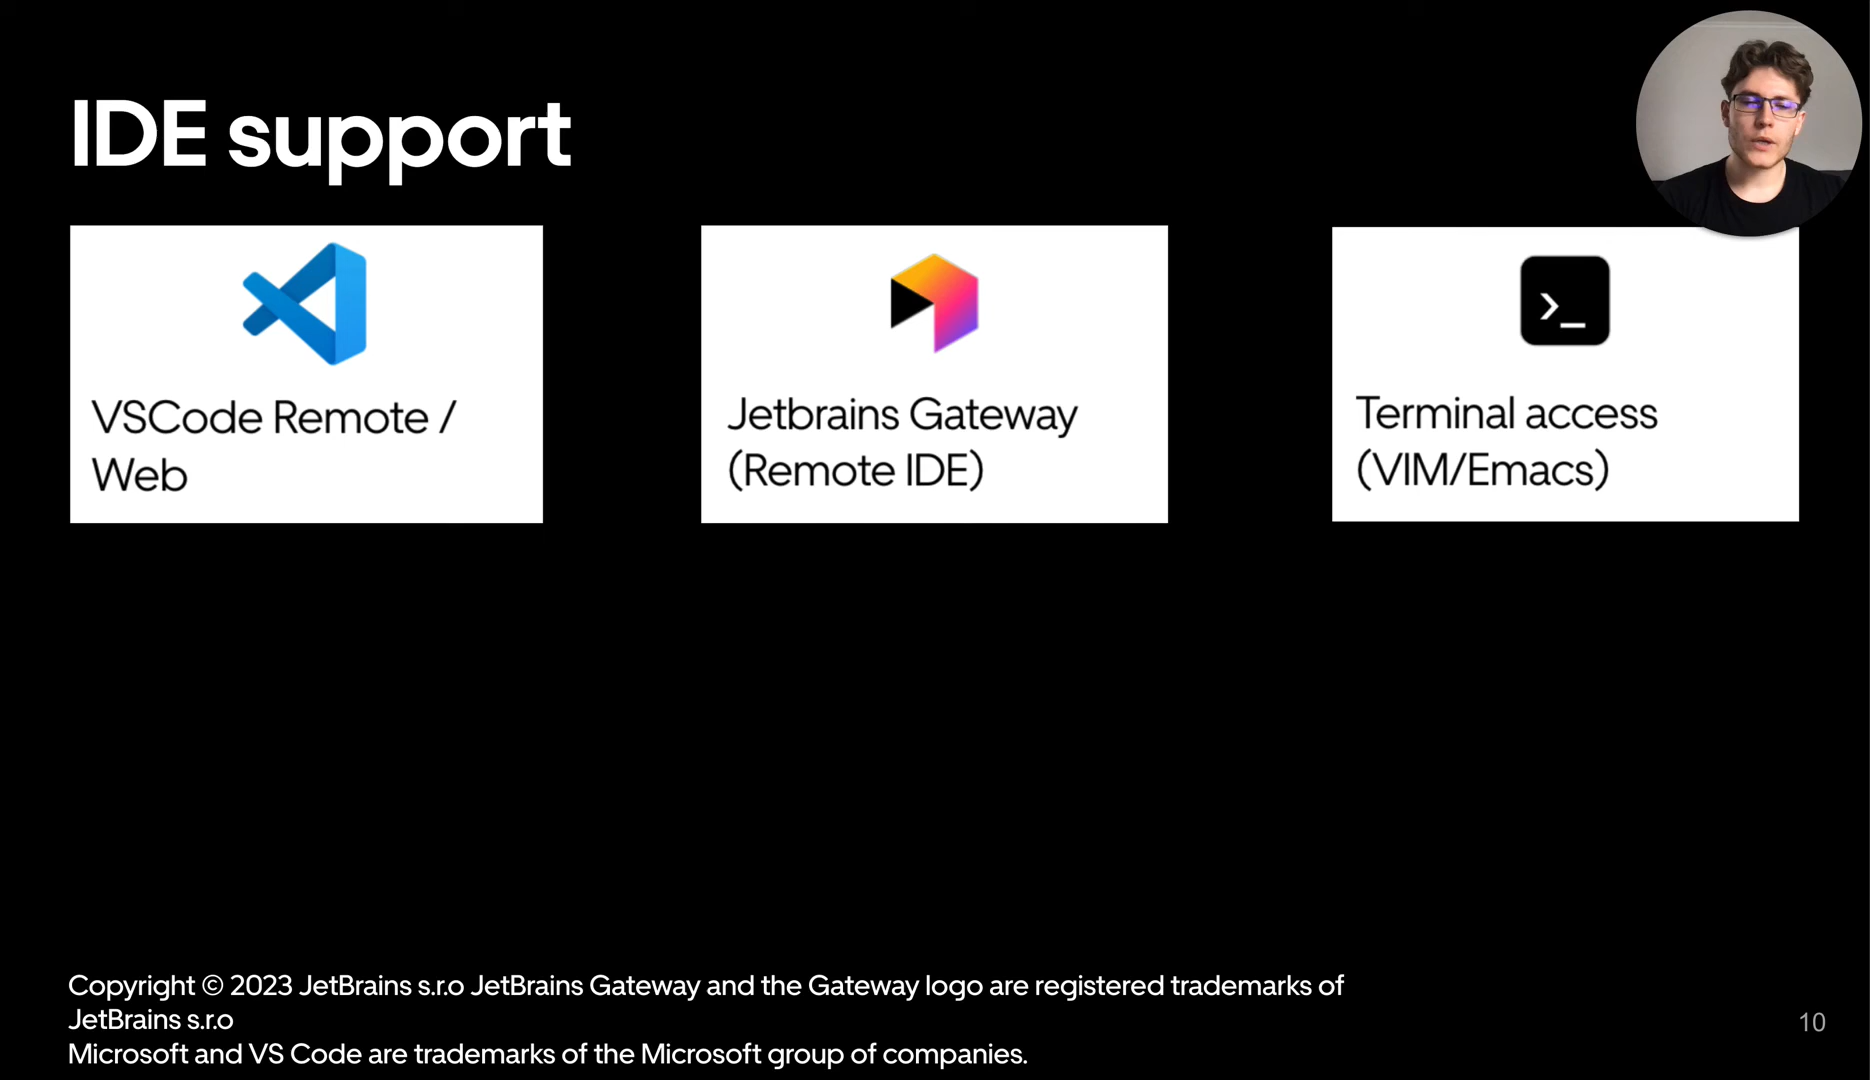 IDE support
VSCode Remote /
Web
Jetbrains Gateway
(Remote IDE)
>_
Terminal access
(VIM/Emacs)
Copyright © 2023 JetBrains s.r.o JetBrains Gateway and the Gateway logo are registered trademarks of
JetBrains s.r.o
Microsoft and VS Code are trademarks of the Microsoft group of companies.
10